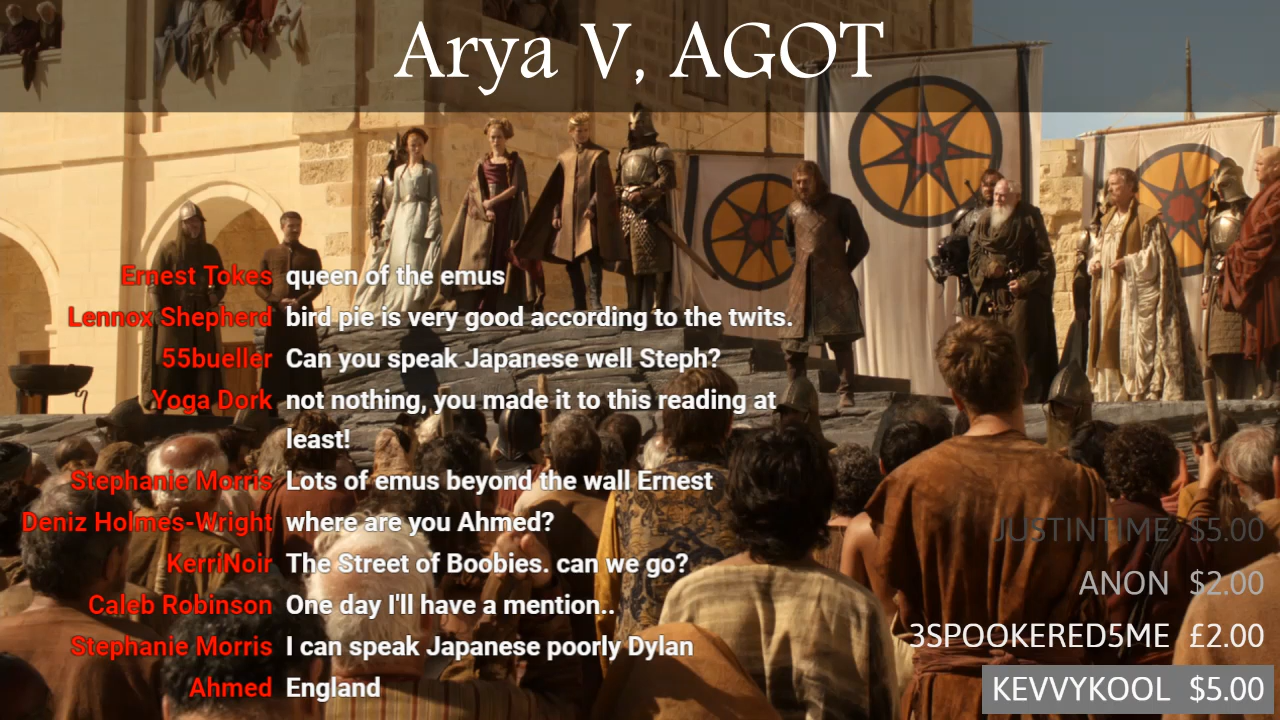 Arya V, AGOT
Ernest Tokes queen of the emus
Lennox Shepherd bird pie is very good according to the twits.
55bueller Can you speak Japanese well Steph?
Yoga Dork not nothing, you made it to this reading at
least!
Stephanie Morris Lots of emus beyond the wall Ernest
Deniz Holmes-Wright where are you Ahmed?
KerriNoir The Street of Boobies. can we go?
Caleb Robinson One day I'll have a mention..
Stephanie Morris I can speak Japanese poorly Dylan
Ahmed England
JUSTINTIME $5.00
ANON $2.00
3SPOOKERED5ME £2.00
KEVVYKOOL $5.00